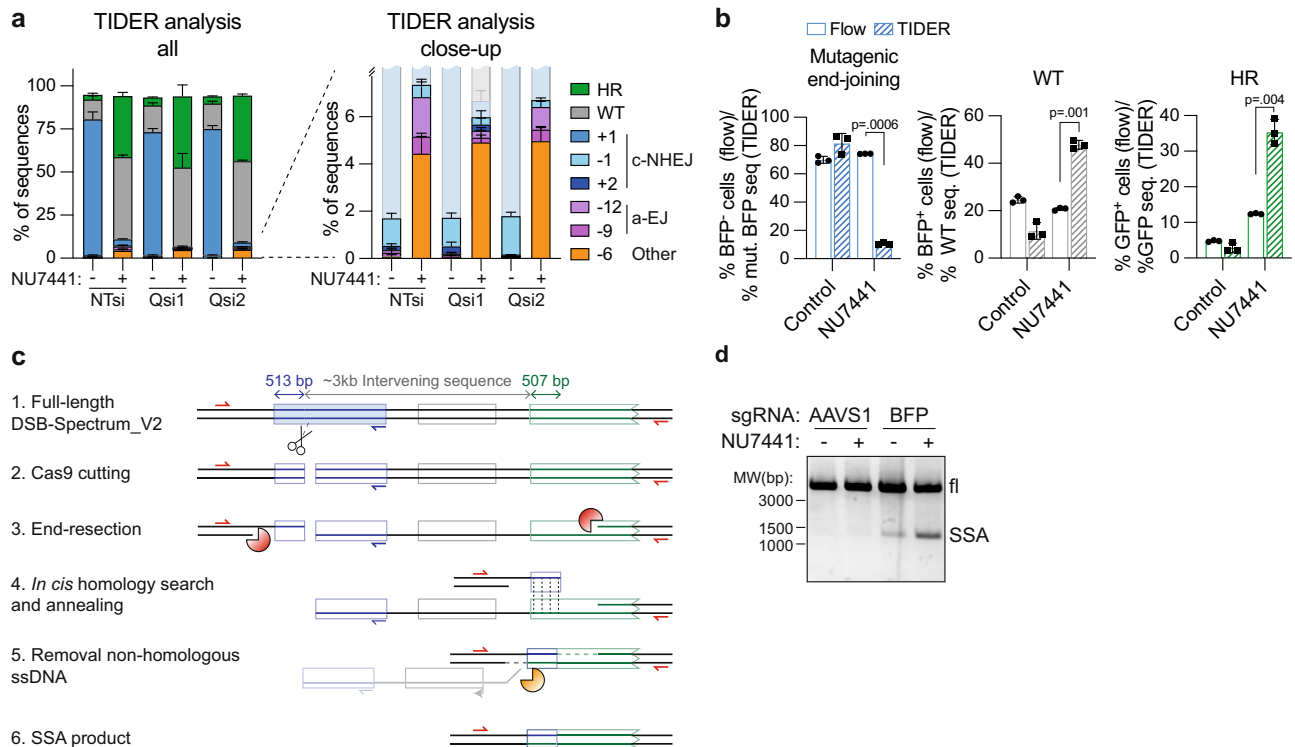 a
TIDER analysis
all
% of sequences
100
75
50
25
0
NU7441: - + - + - +
NTsi Qsi1 Qsi2
TIDER analysis
close-up
% of sequences
6
4
2
0
NU7441: - + - + - +
NTsi Qsi1 Qsi2
HR
WT
+1
-1
+2
c-NHEJ
-12
-9
a-EJ
-6 Other
b
Flow TIDER
Mutagenic
end-joining
% BFP⁻ cells (flow)/
% mut. BFP seq (TIDER)
100
80
60
40
20
0
p=.0006
Control
NU7441
WT
% BFP⁺ cells (flow)/
% WT seq. (TIDER)
60
40
20
0
p=.001
Control
NU7441
HR
% GFP⁺ cells (flow)/
%GFP seq. (TIDER)
40
30
20
10
0
p=.004
Control
NU7441
c
513 bp ~3kb Intervening sequence 507 bp
1. Full-length
DSB-Spectrum_V2
2. Cas9 cutting
3. End-resection
4. In cis homology search
and annealing
5. Removal non-homologous
ssDNA
6. SSA product
d
sgRNA: AAVS1 BFP
NU7441: - + - +
MW(bp):
3000
1500
1000
fl
SSA